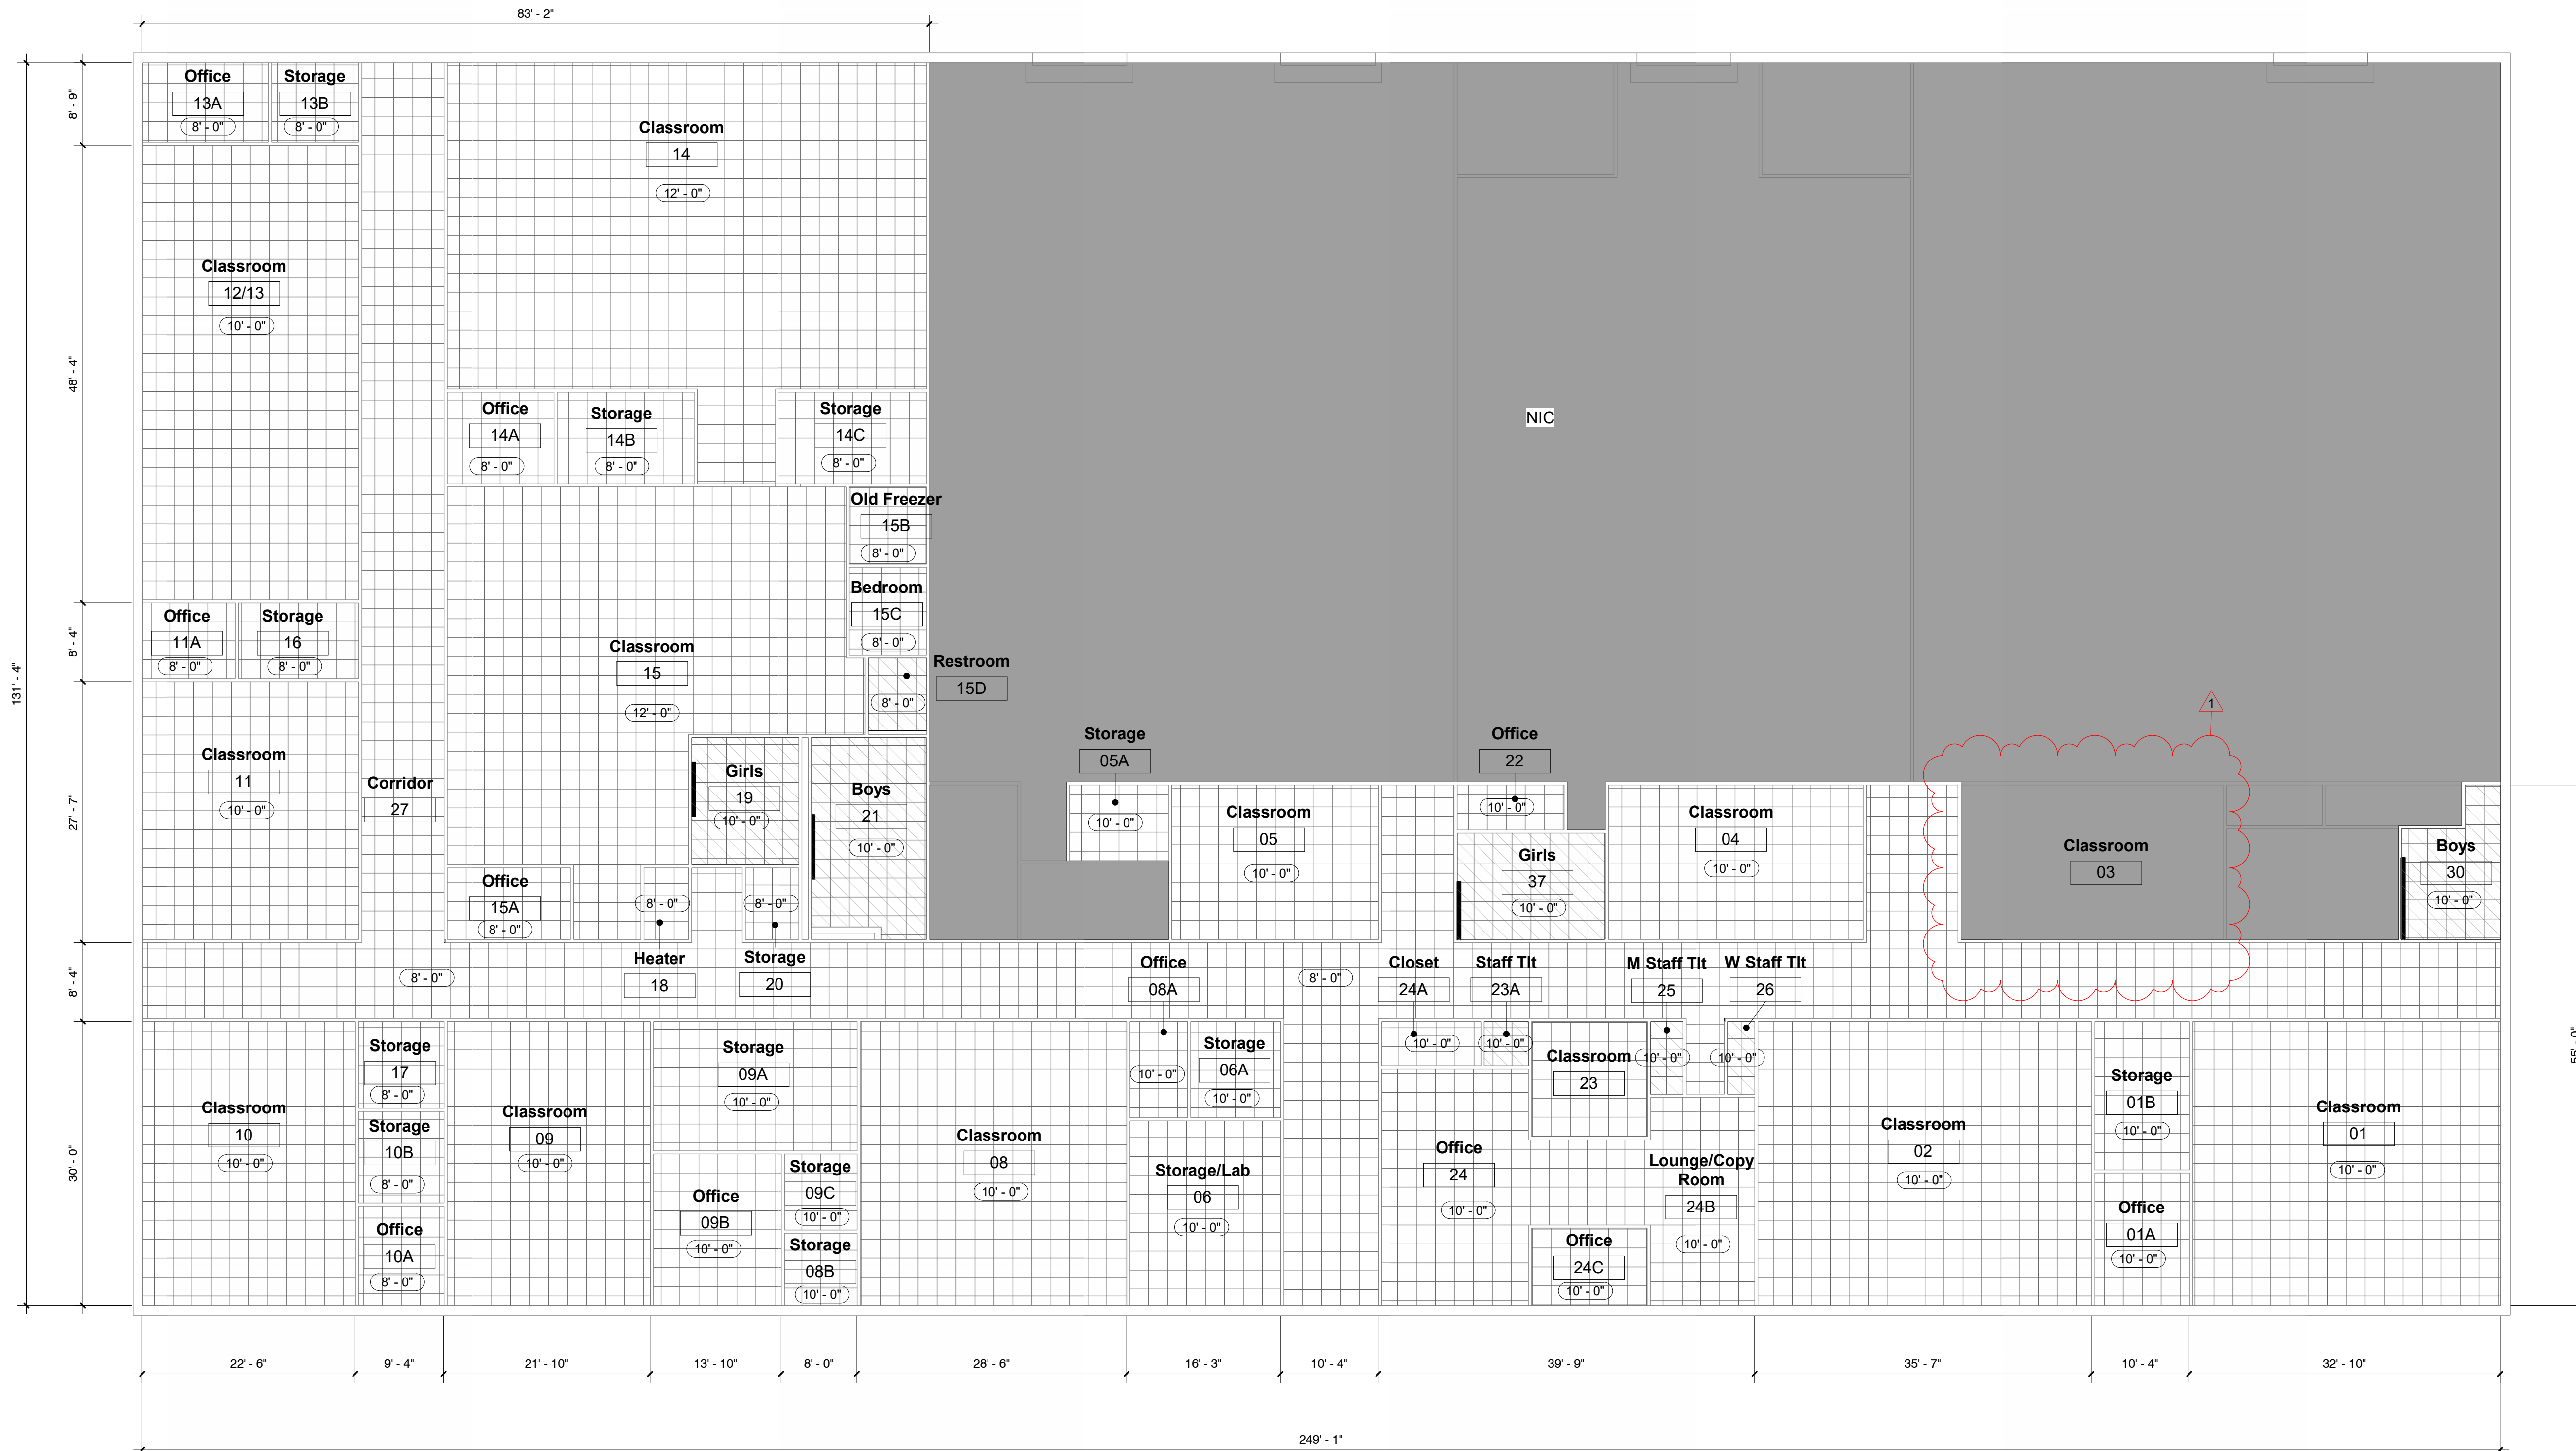 83' - 2"
131' - 4"
8' - 9"
48' - 4"
8' - 4"
27' - 7"
8' - 4"
30' - 0"
Office
13A
8' - 0"
Storage
13B
8' - 0"
Classroom
14
12' - 0"
Classroom
12/13
10' - 0"
Office
14A
8' - 0"
Storage
14B
8' - 0"
Storage
14C
8' - 0"
NIC
Old Freezer
15B
8' - 0"
Bedroom
15C
8' - 0"
Office
11A
8' - 0"
Storage
16
8' - 0"
Classroom
15
12' - 0"
Restroom
15D
8' - 0"
Classroom
11
10' - 0"
Corridor
27
Girls
19
10' - 0"
Boys
21
10' - 0"
Storage
05A
10' - 0"
Classroom
05
10' - 0"
Office
22
10' - 0"
Girls
37
10' - 0"
Classroom
04
10' - 0"
1
Classroom
03
Boys
30
10' - 0"
55' - 0"
Office
15A
8' - 0"
8' - 0"
Heater
18
8' - 0"
Storage
20
8' - 0"
Office
08A
10' - 0"
8' - 0"
Closet
24A
10' - 0"
Staff Tlt
23A
10' - 0"
M Staff Tlt
25
10' - 0"
W Staff Tlt
26
10' - 0"
Classroom
10
10' - 0"
Storage
17
8' - 0"
Storage
10B
8' - 0"
Office
10A
8' - 0"
Classroom
09
10' - 0"
Storage
09A
10' - 0"
Office
09B
10' - 0"
Storage
09C
10' - 0"
Storage
08B
10' - 0"
Classroom
08
10' - 0"
Storage
06A
10' - 0"
Storage/Lab
06
10' - 0"
Office
24
10' - 0"
Classroom
23
Office
24C
10' - 0"
Lounge/Copy
Room
24B
10' - 0"
Classroom
02
10' - 0"
Storage
01B
10' - 0"
Office
01A
10' - 0"
Classroom
01
10' - 0"
22' - 6"
9' - 4"
21' - 10"
13' - 10"
8' - 0"
28' - 6"
16' - 3"
10' - 4"
39' - 9"
35' - 7"
10' - 4"
32' - 10"
249' - 1"